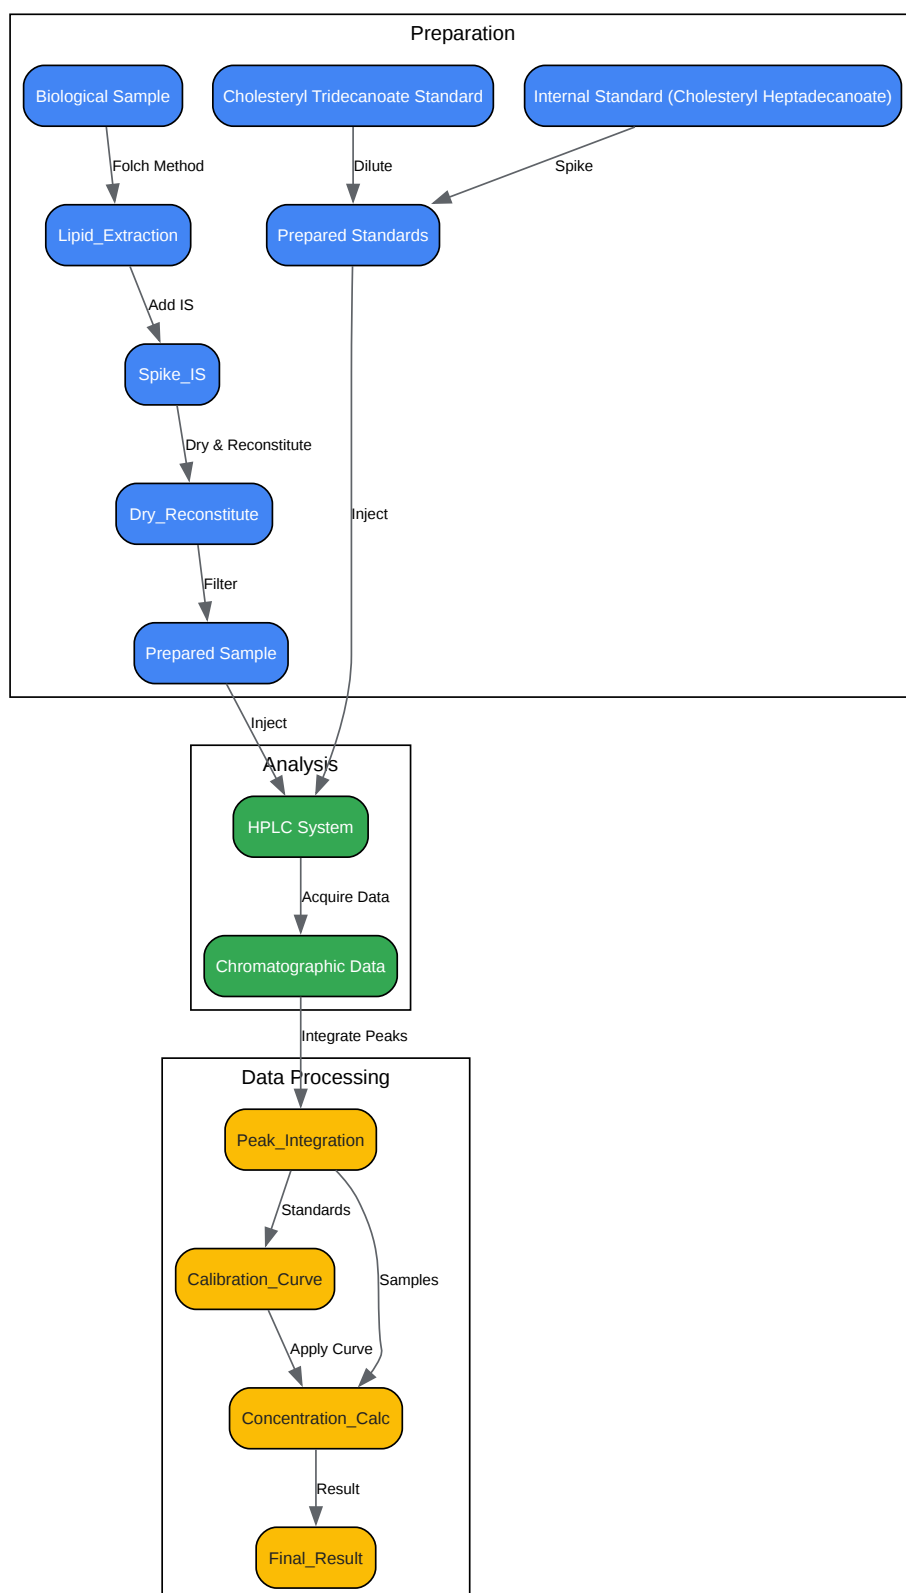 Preparation
Biological Sample
Cholesteryl Tridecanoate Standard
Internal Standard (Cholesteryl Heptadecanoate)
Folch Method
Dilute
Spike
Lipid_Extraction
Prepared Standards
Add IS
Spike_IS
Dry & Reconstitute
Dry_Reconstitute
Inject
Filter
Prepared Sample
Inject
Analysis
HPLC System
Acquire Data
Chromatographic Data
Integrate Peaks
Data Processing
Peak_Integration
Standards
Calibration_Curve
Samples
Apply Curve
Concentration_Calc
Result
Final_Result